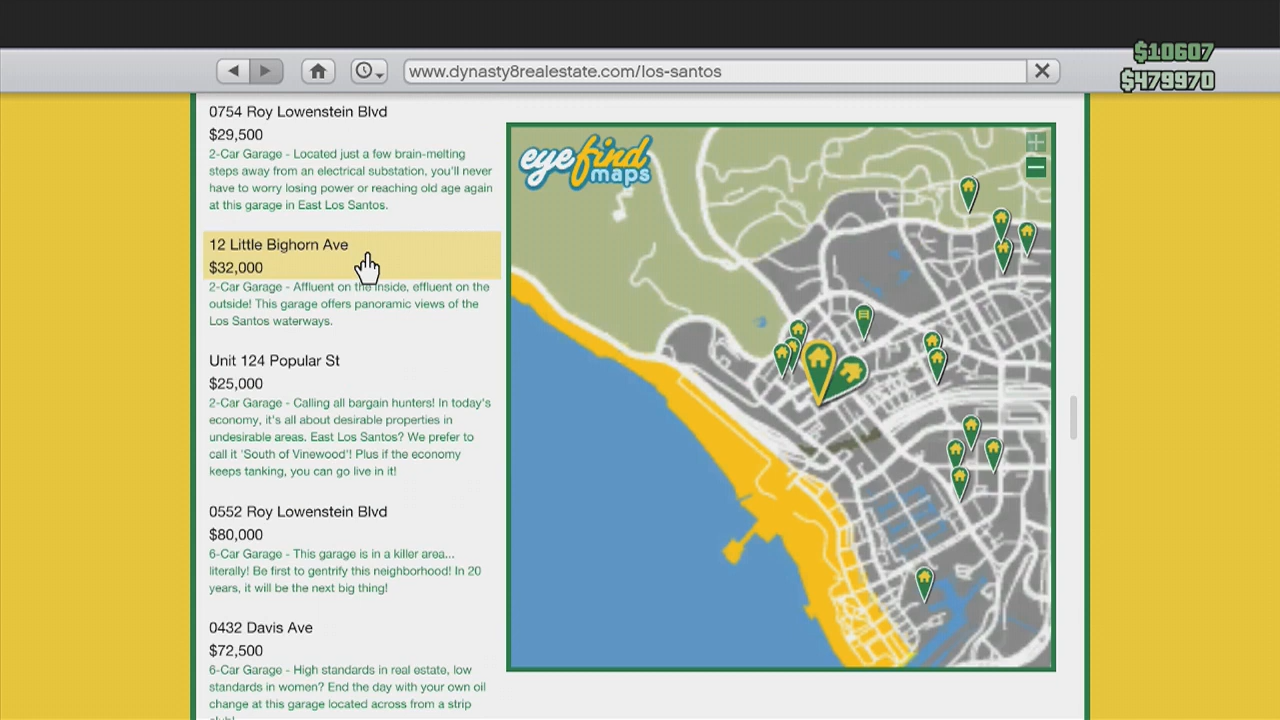 $10607
www.dynasty8realestate.com/los-santos
$479970
0754 Roy Lowenstein Blvd
$29,500
2-Car Garage - Located just a few brain-melting
steps away from an electrical substation, you'll never
have to worry losing power or reaching old age again
at this garage in East Los Santos.
12 Little Bighorn Ave
$32,000
2-Car Garage - Affluent on the inside, effluent on the
outside! This garage offers panoramic views of the
Los Santos waterways.
Unit 124 Popular St
$25,000
2-Car Garage - Calling all bargain hunters! In today's
economy, it's all about desirable properties in
undesirable areas. East Los Santos? We prefer to
call it 'South of Vinewood'! Plus if the economy
keeps tanking, you can go live in it!
0552 Roy Lowenstein Blvd
$80,000
6-Car Garage - This garage is in a killer area...
literally! Be first to gentrify this neighborhood! In 20
years, it will be the next big thing!
0432 Davis Ave
$72,500
6-Car Garage - High standards in real estate, low
standards in women? End the day with your own oil
change at this garage located across from a strip
club!
eyefind
maps